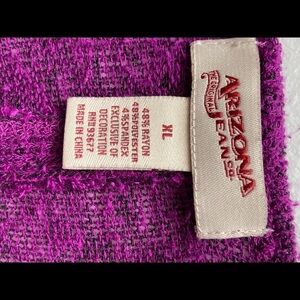 ARIZONA
THE ORIGINAL
JEAN CO.
XL
48% RAYON
48% POLYESTER
4% SPANDEX
EXCLUSIVE OF
DECORATION
RN# 93677
MADE IN CHINA